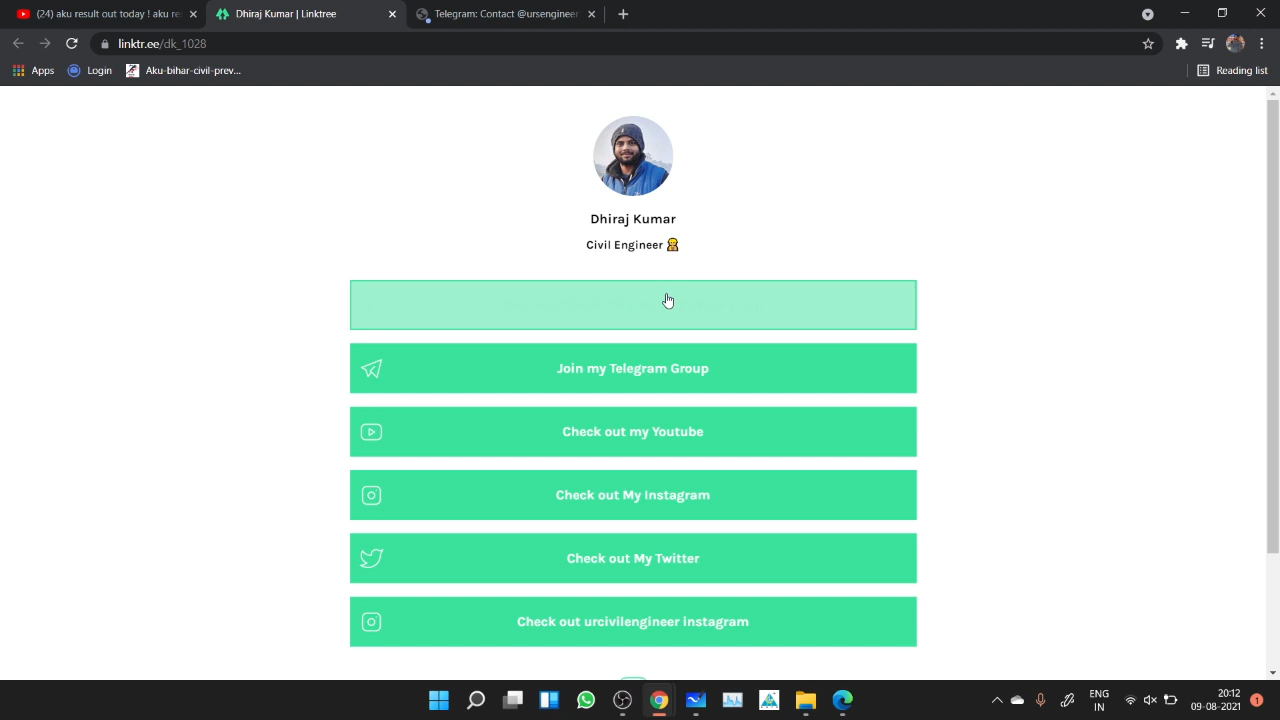 (24) aku result out today ! aku re
Dhiraj Kumar | Linktree
Telegram: Contact @ursengineer
linktr.ee/dk_1028
Apps
Login
Aku-bihar-civil-prev...
Reading list
Dhiraj Kumar
Civil Engineer
Join my Telegram Group
Check out my Youtube
Check out My Instagram
Check out My Twitter
Check out urcivilengineer instagram
ENG
IN
20:12
09-08-2021
1